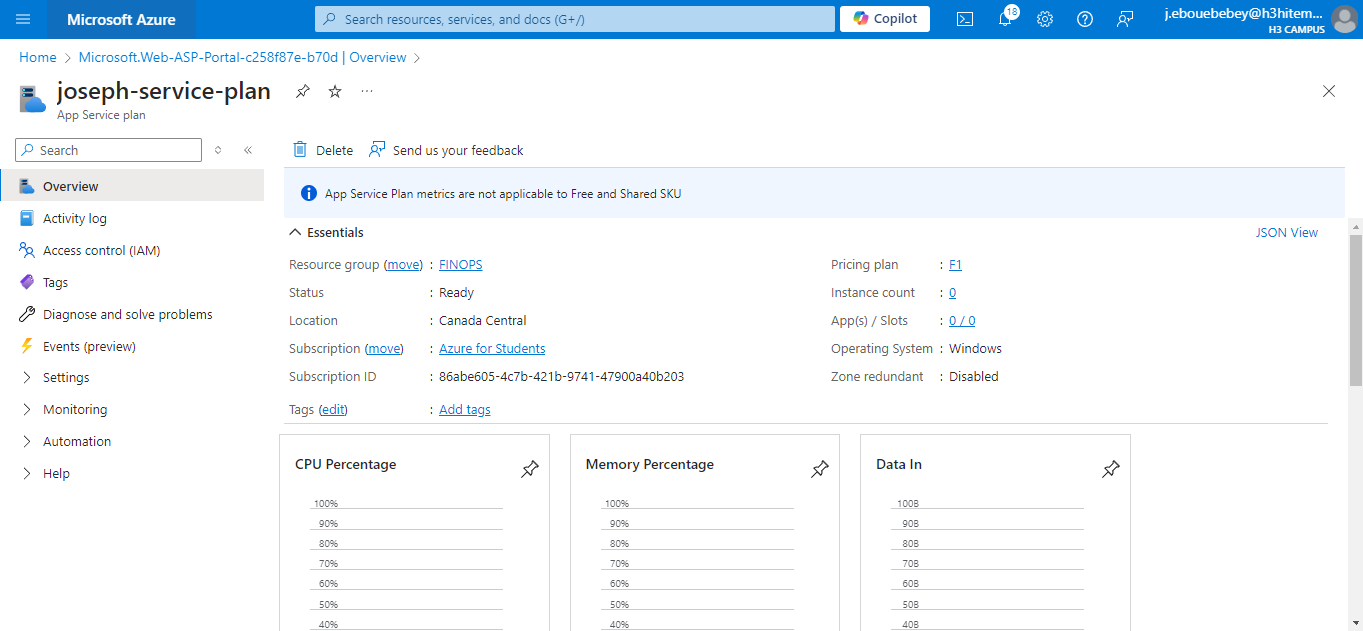 Microsoft Azure
Search resources, services, and docs (G+/)
Copilot
18
j.ebouebebey@h3hitem...
H3 CAMPUS
Home > Microsoft.Web-ASP-Portal-c258f87e-b70d | Overview >
joseph-service-plan
App Service plan
Search
Delete
Send us your feedback
Overview
Activity log
Access control (IAM)
Tags
Diagnose and solve problems
Events (preview)
Settings
Monitoring
Automation
Help
App Service Plan metrics are not applicable to Free and Shared SKU
Essentials
JSON View
Resource group (move) : FINOPS
Status : Ready
Location : Canada Central
Subscription (move) : Azure for Students
Subscription ID : 86abe605-4c7b-421b-9741-47900a40b203
Tags (edit) : Add tags
Pricing plan : F1
Instance count : 0
App(s) / Slots : 0 / 0
Operating System : Windows
Zone redundant : Disabled
CPU Percentage
100%
90%
80%
70%
60%
50%
40%
Memory Percentage
100%
90%
80%
70%
60%
50%
40%
Data In
100B
90B
80B
70B
60B
50B
40B